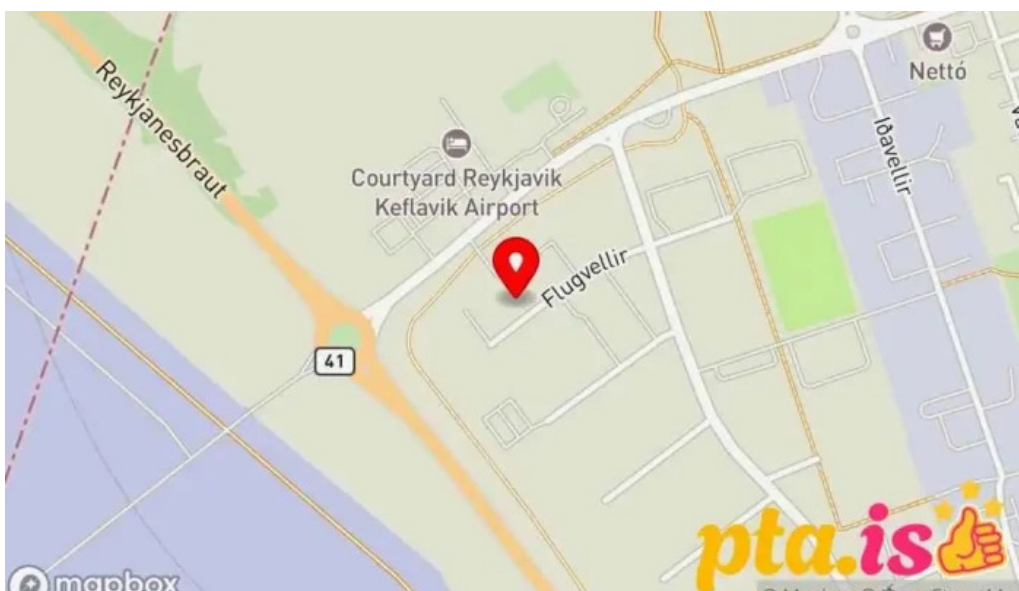 Reykjanesbraut
Nettó
Iðavellir
Courtyard Reykjavik
Keflavik Airport
Flugvellir
41
pta.is
mapbox